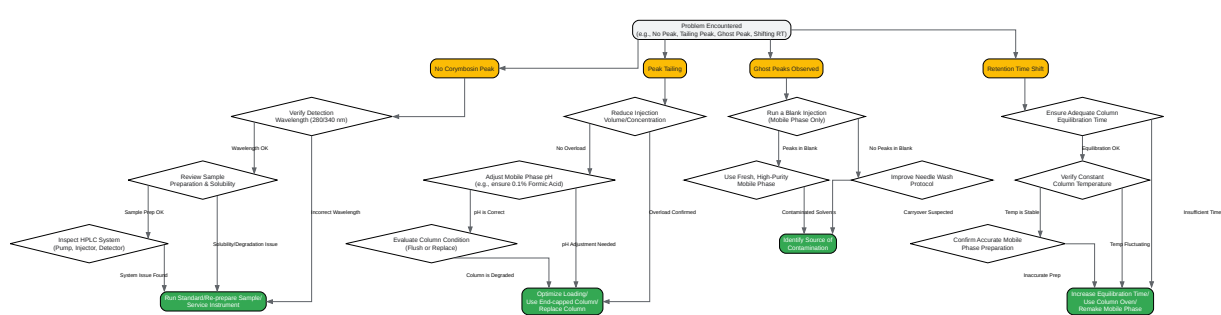 Problem Encountered
(e.g., No Peak, Tailing Peak, Ghost Peak, Shifting RT)
No Corymbosin Peak
Peak Tailing
Ghost Peaks Observed
Retention Time Shift
Verify Detection
Wavelength (280/340 nm)
Reduce Injection
Volume/Concentration
Run a Blank Injection
(Mobile Phase Only)
Ensure Adequate Column
Equilibration Time
Wavelength OK
No Overload
Peaks in Blank
No Peaks in Blank
Equilibration OK
Review Sample
Preparation & Solubility
Adjust Mobile Phase pH
(e.g., ensure 0.1% Formic Acid)
Use Fresh, High-Purity
Mobile Phase
Improve Needle Wash
Protocol
Verify Constant
Column Temperature
Sample Prep OK
Incorrect Wavelength
pH is Correct
Overload Confirmed
Contaminated Solvents
Carryover Suspected
Temp is Stable
Insufficient Time
Inspect HPLC System
(Pump, Injector, Detector)
Solubility/Degradation Issue
Evaluate Column Condition
(Flush or Replace)
pH Adjustment Needed
Identify Source of
Contamination
Confirm Accurate Mobile
Phase Preparation
Temp Fluctuating
System Issue Found
Column is Degraded
Inaccurate Prep
Run Standard/Re-prepare Sample/
Service Instrument
Optimize Loading/
Use End-capped Column/
Replace Column
Increase Equilibration Time/
Use Column Oven/
Remake Mobile Phase